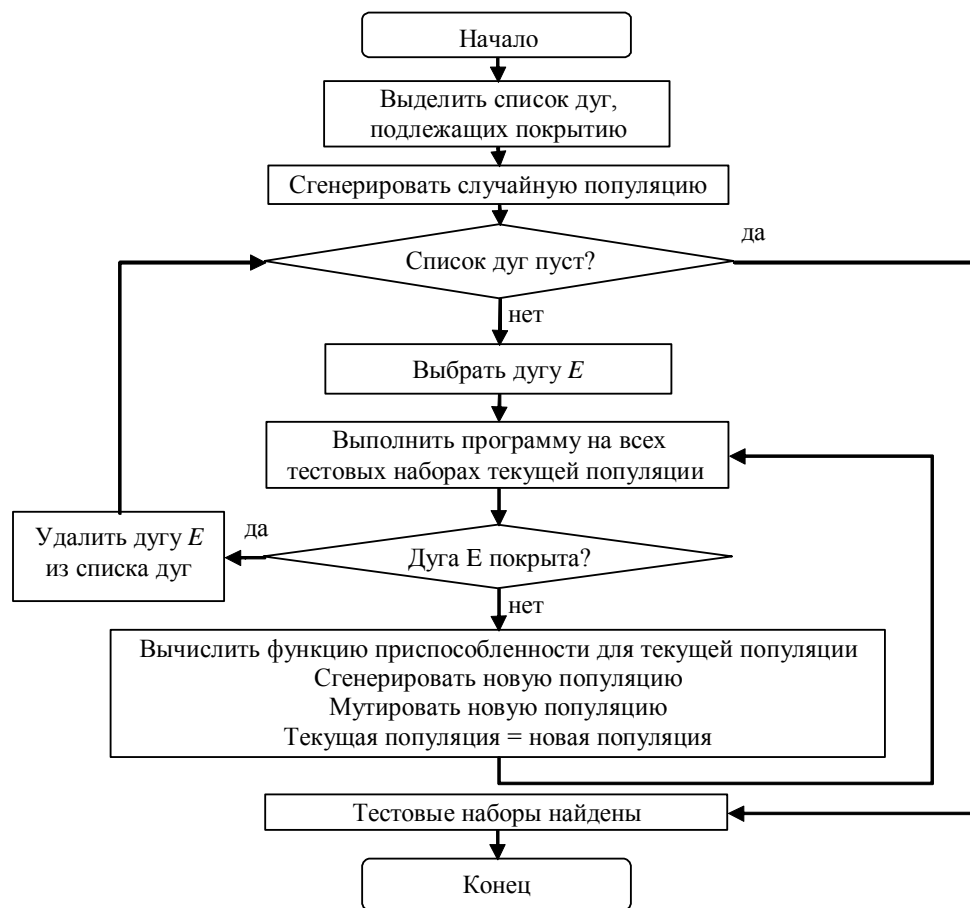 Начало
Выделить список дуг,
подлежащих покрытию
Сгенерировать случайную популяцию
да
Список дуг пуст?
нет
Выбрать дугу E
Выполнить программу на всех
тестовых наборах текущей популяции
Удалить дугу E
из списка дуг
да
Дуга Е покрыта?
нет
Вычислить функцию приспособленности для текущей популяции
Сгенерировать новую популяцию
Мутировать новую популяцию
Текущая популяция = новая популяция
Тестовые наборы найдены
Конец